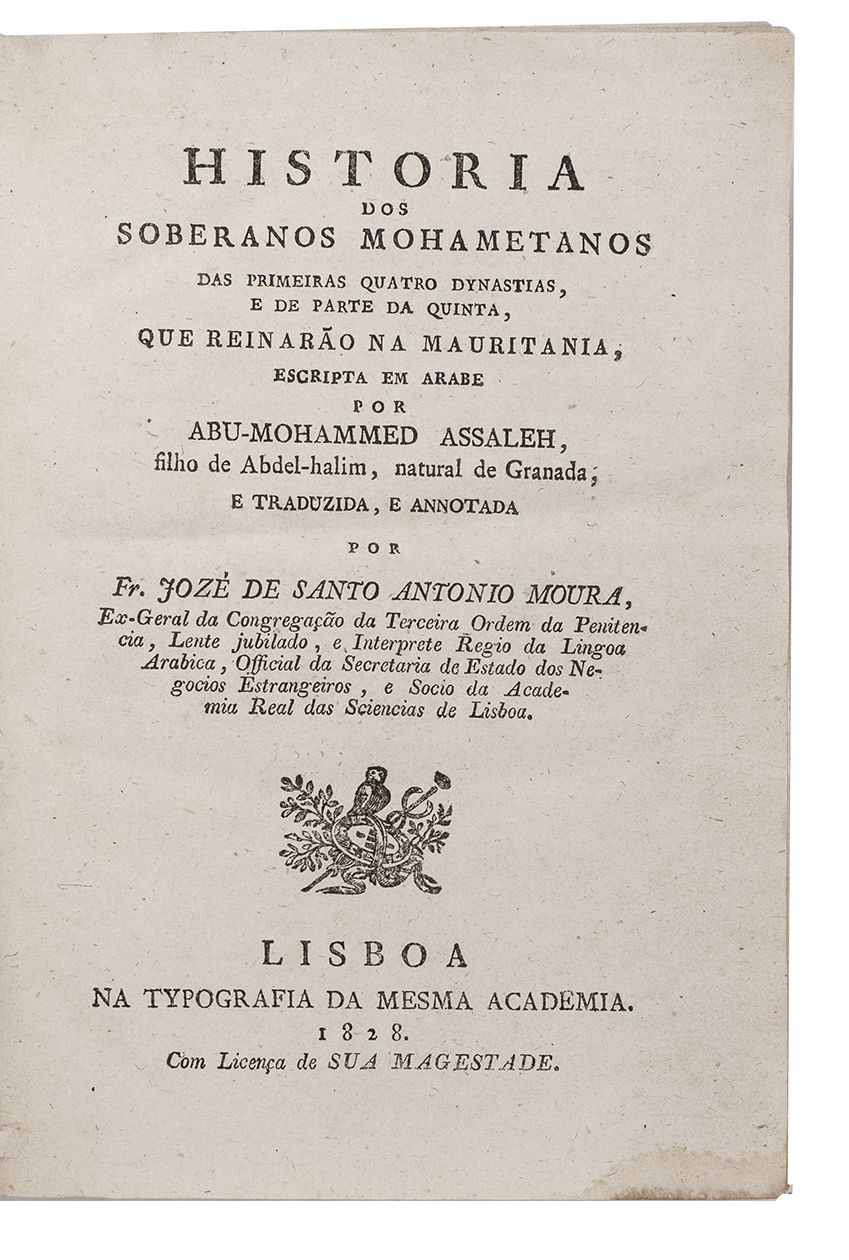 HISTORIA
DOS
SOBERANOS MOHAMETANOS
DAS PRIMEIRAS QUATRO DYNASTIAS,
E DE PARTE DA QUINTA,
QUE REINARÃO NA MAURITANIA,
ESCRIPTA EM ARABE
POR
ABU-MOHAMMED ASSALEH,
filho de Abdel-halim, natural de Granada;
E TRADUZIDA, E ANNOTADA
POR
Fr. JOZÉ DE SANTO ANTONIO MOURA,
Ex-Geral da Congregação da Terceira Ordem da Peniten-
cia, Lente jubilado, e Interprete Regio da Lingoa
Arabica, Official da Secretaria de Estado dos Ne-
gocios Estrangeiros, e Socio da Acade-
mia Real das Sciencias de Lisboa.
LISBOA
NA TYPOGRAFIA DA MESMA ACADEMIA.
1828.
Com Licença de SUA MAGESTADE.